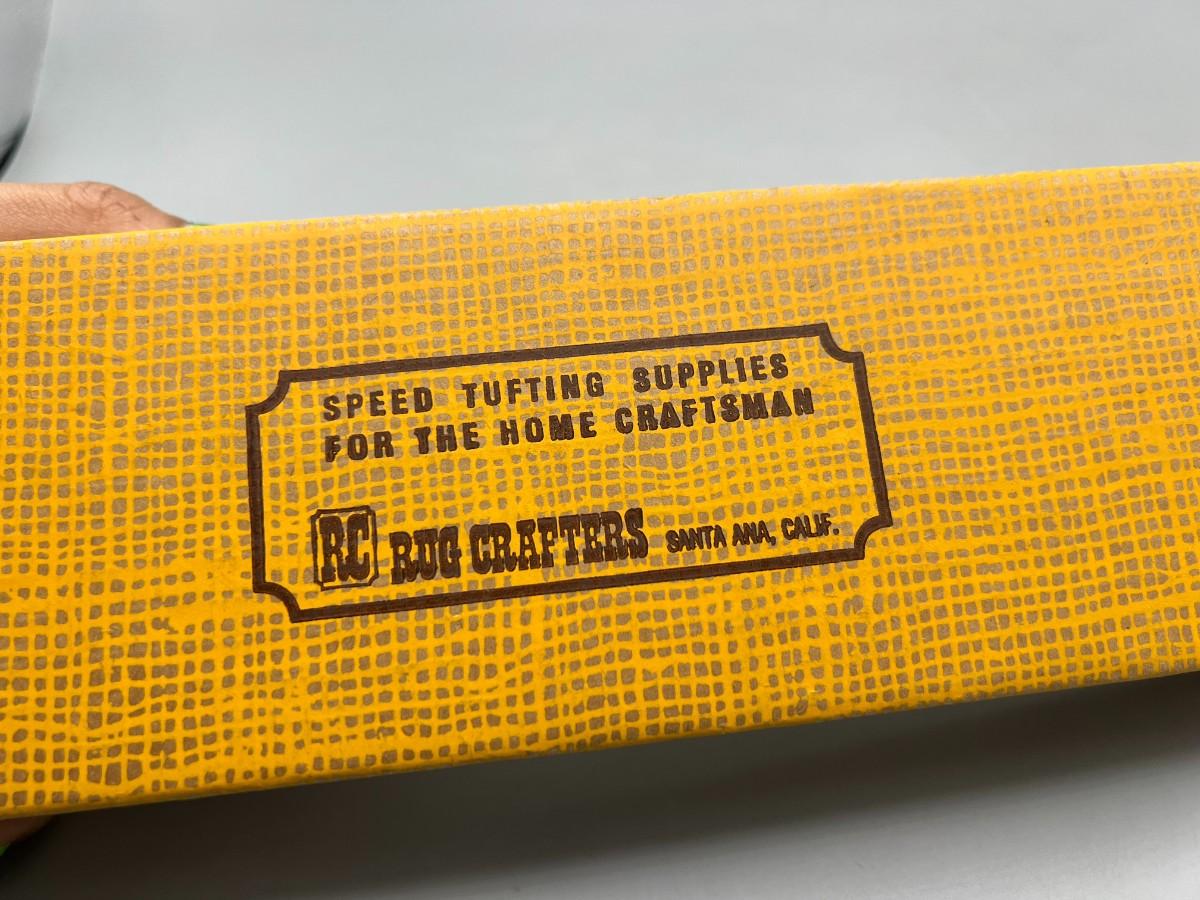 SPEED TUFTING SUPPLIES
FOR THE HOME CRAFTSMAN
RC RUG CRAFTERS SANTA ANA, CALIF.